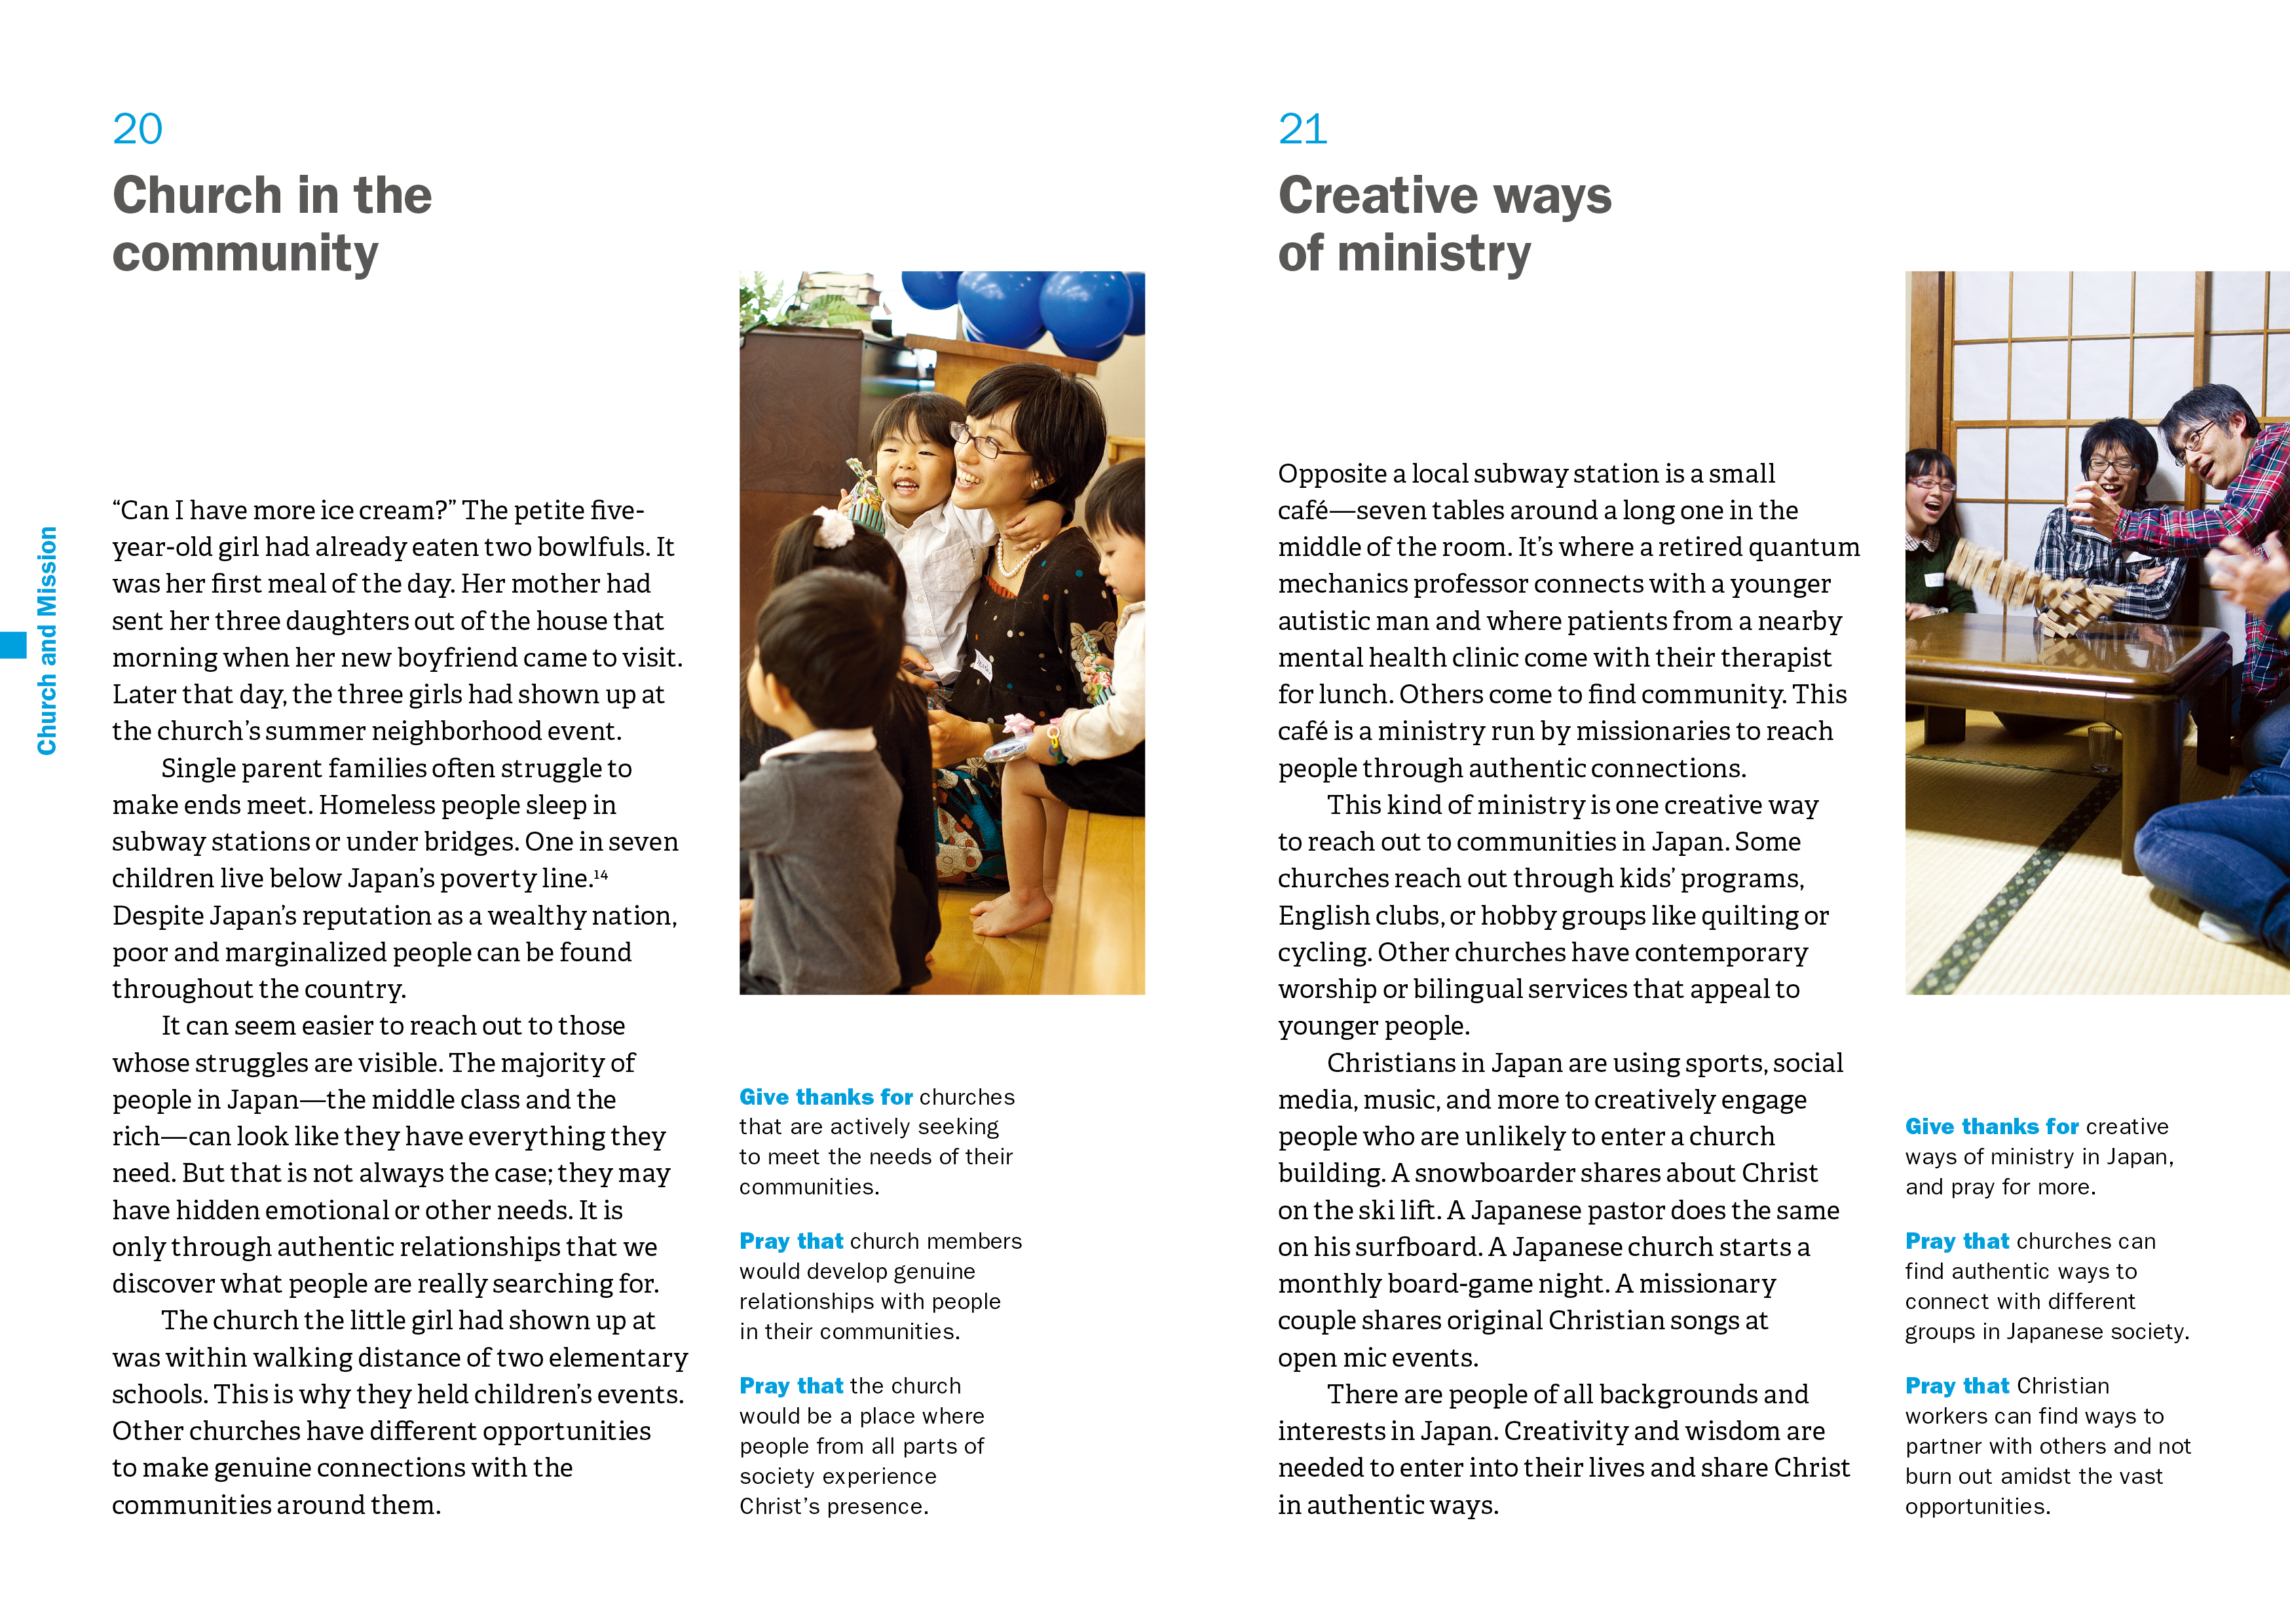 Church and Mission
20
Church in the
community
“Can I have more ice cream?” The petite five-
year-old girl had already eaten two bowlfuls. It
was her first meal of the day. Her mother had
sent her three daughters out of the house that
morning when her new boyfriend came to visit.
Later that day, the three girls had shown up at
the church’s summer neighborhood event.
Single parent families often struggle to
make ends meet. Homeless people sleep in
subway stations or under bridges. One in seven
children live below Japan’s poverty line.¹⁴
Despite Japan’s reputation as a wealthy nation,
poor and marginalized people can be found
throughout the country.
It can seem easier to reach out to those
whose struggles are visible. The majority of
people in Japan—the middle class and the
rich—can look like they have everything they
need. But that is not always the case; they may
have hidden emotional or other needs. It is
only through authentic relationships that we
discover what people are really searching for.
The church the little girl had shown up at
was within walking distance of two elementary
schools. This is why they held children’s events.
Other churches have different opportunities
to make genuine connections with the
communities around them.
Give thanks for churches
that are actively seeking
to meet the needs of their
communities.
Pray that church members
would develop genuine
relationships with people
in their communities.
Pray that the church
would be a place where
people from all parts of
society experience
Christ’s presence.
21
Creative ways
of ministry
Opposite a local subway station is a small
café—seven tables around a long one in the
middle of the room. It’s where a retired quantum
mechanics professor connects with a younger
autistic man and where patients from a nearby
mental health clinic come with their therapist
for lunch. Others come to find community. This
café is a ministry run by missionaries to reach
people through authentic connections.
This kind of ministry is one creative way
to reach out to communities in Japan. Some
churches reach out through kids’ programs,
English clubs, or hobby groups like quilting or
cycling. Other churches have contemporary
worship or bilingual services that appeal to
younger people.
Christians in Japan are using sports, social
media, music, and more to creatively engage
people who are unlikely to enter a church
building. A snowboarder shares about Christ
on the ski lift. A Japanese pastor does the same
on his surfboard. A Japanese church starts a
monthly board-game night. A missionary
couple shares original Christian songs at
open mic events.
There are people of all backgrounds and
interests in Japan. Creativity and wisdom are
needed to enter into their lives and share Christ
in authentic ways.
Give thanks for creative
ways of ministry in Japan,
and pray for more.
Pray that churches can
find authentic ways to
connect with different
groups in Japanese society.
Pray that Christian
workers can find ways to
partner with others and not
burn out amidst the vast
opportunities.